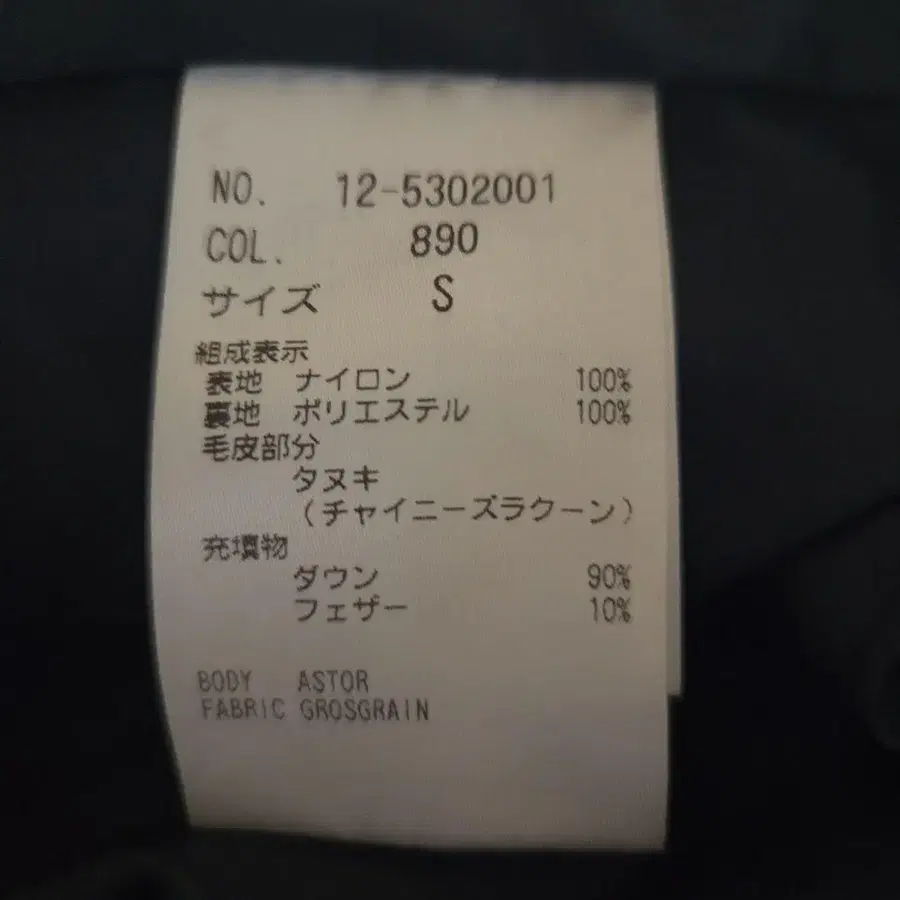 NO. 12-5302001
COL. 890
サイズ S
組成表示
表地 ナイロン 100%
裏地 ポリエステル 100%
毛皮部分
タヌキ
(チャイニーズラクーン)
充填物
ダウン 90%
フェザー 10%
BODY ASTOR
FABRIC GROSGRAIN